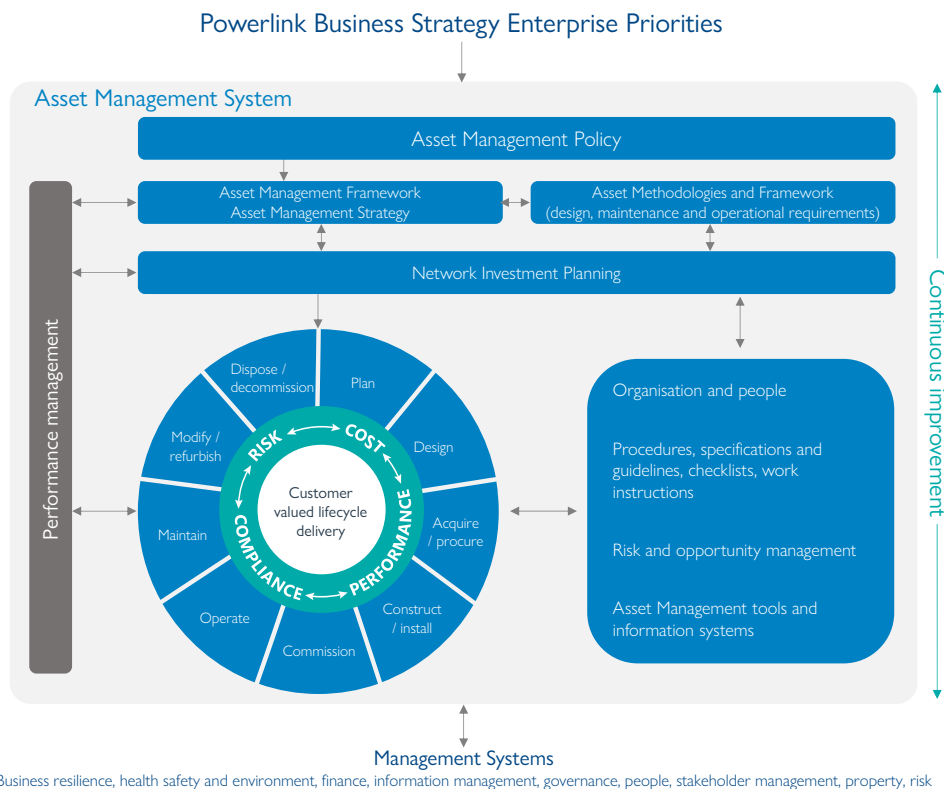 Powerlink Business Strategy Enterprise Priorities
Asset Management System
Asset Management Policy
Asset Management Framework
Asset Management Strategy
Asset Methodologies and Framework
(design, maintenance and operational requirements)
Network Investment Planning
Performance management
Continuous improvement
Dispose /
decommission
Plan
Design
Acquire
/ procure
Construct
/ install
Commission
Operate
Maintain
Modify /
refurbish
RISK
COST
PERFORMANCE
COMPLIANCE
Customer
valued lifecycle
delivery
Organisation and people
Procedures, specifications and
guidelines, checklists, work
instructions
Risk and opportunity management
Asset Management tools and
information systems
Management Systems
Business resilience, health safety and environment, finance, information management, governance, people, stakeholder management, property, risk